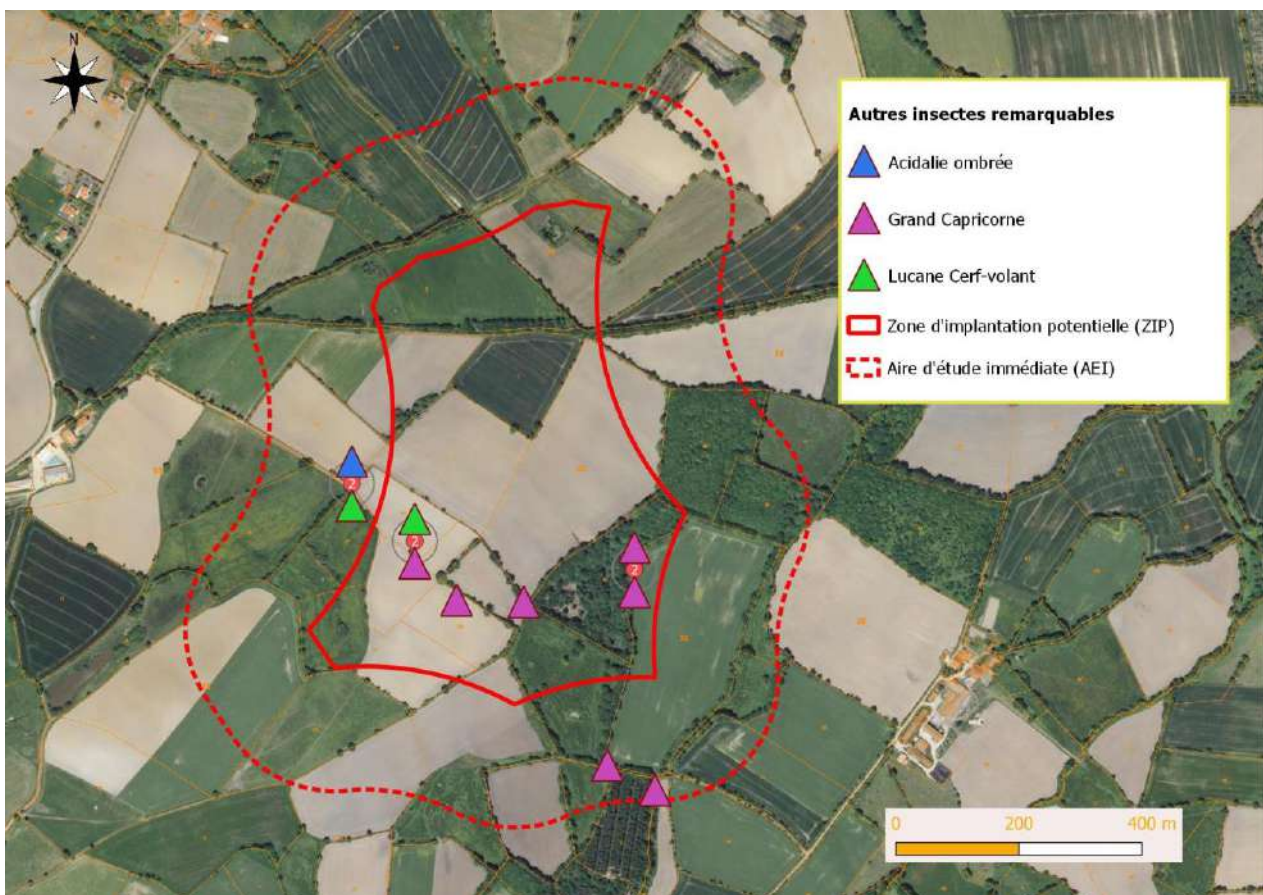 N
Autres insectes remarquables
Acidalie ombrée
Grand Capricorne
Lucane Cerf-volant
Zone d'implantation potentielle (ZIP)
Aire d'étude immédiate (AEI)
2
2
2
0 200 400 m